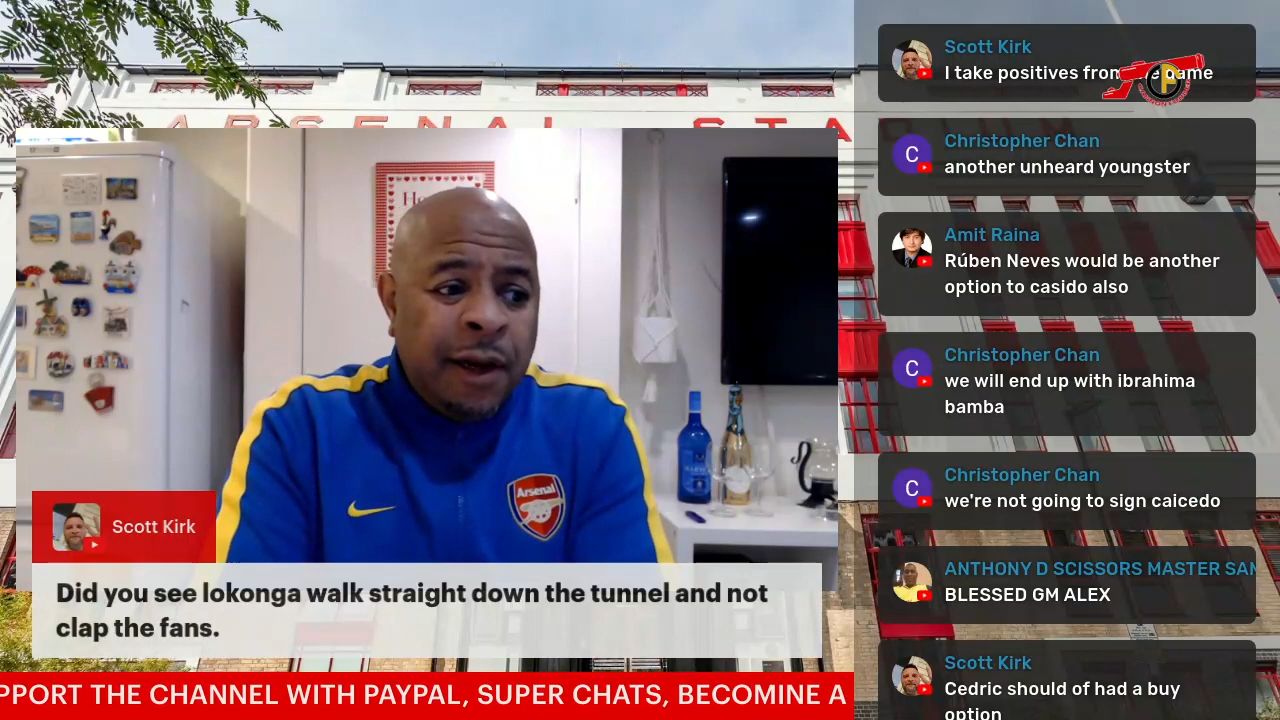 ARSENAL STA
Arsenal
Scott Kirk
Did you see lokonga walk straight down the tunnel and not
clap the fans.
PPORT THE CHANNEL WITH PAYPAL, SUPER CHATS, BECOMINE A
Scott Kirk
I take positives from game
P
C
Christopher Chan
another unheard youngster
Amit Raina
Rúben Neves would be another
option to casido also
C
Christopher Chan
we will end up with ibrahima
bamba
C
Christopher Chan
we're not going to sign caicedo
ANTHONY D SCISSORS MASTER SAN
BLESSED GM ALEX
Scott Kirk
Cedric should of had a buy
option